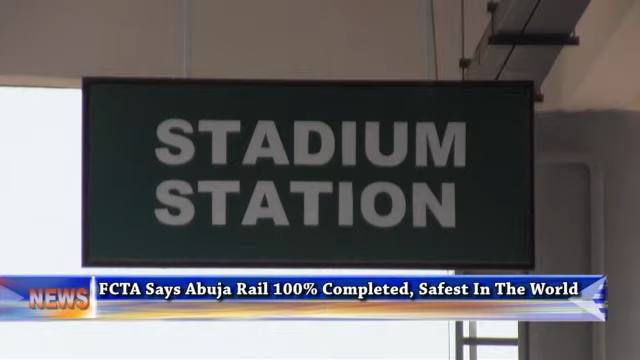 STADIUM
STATION
NEWS
FCTA Says Abuja Rail 100% Completed, Safest In The World